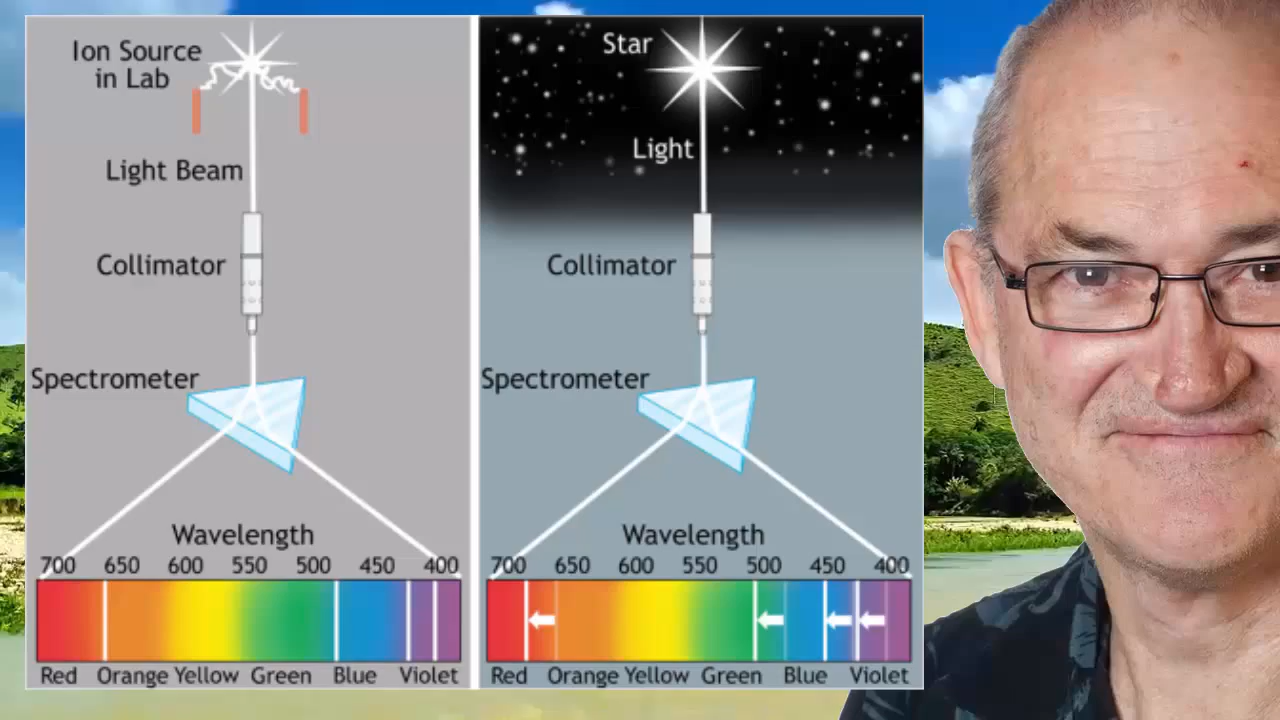 Ion Source
in Lab
Light Beam
Collimator
Spectrometer
Wavelength
700 650 600 550 500 450 400
Red Orange Yellow Green Blue Violet
Star
Light
Collimator
Spectrometer
Wavelength
700 650 600 550 500 450 400
Red Orange Yellow Green Blue Violet